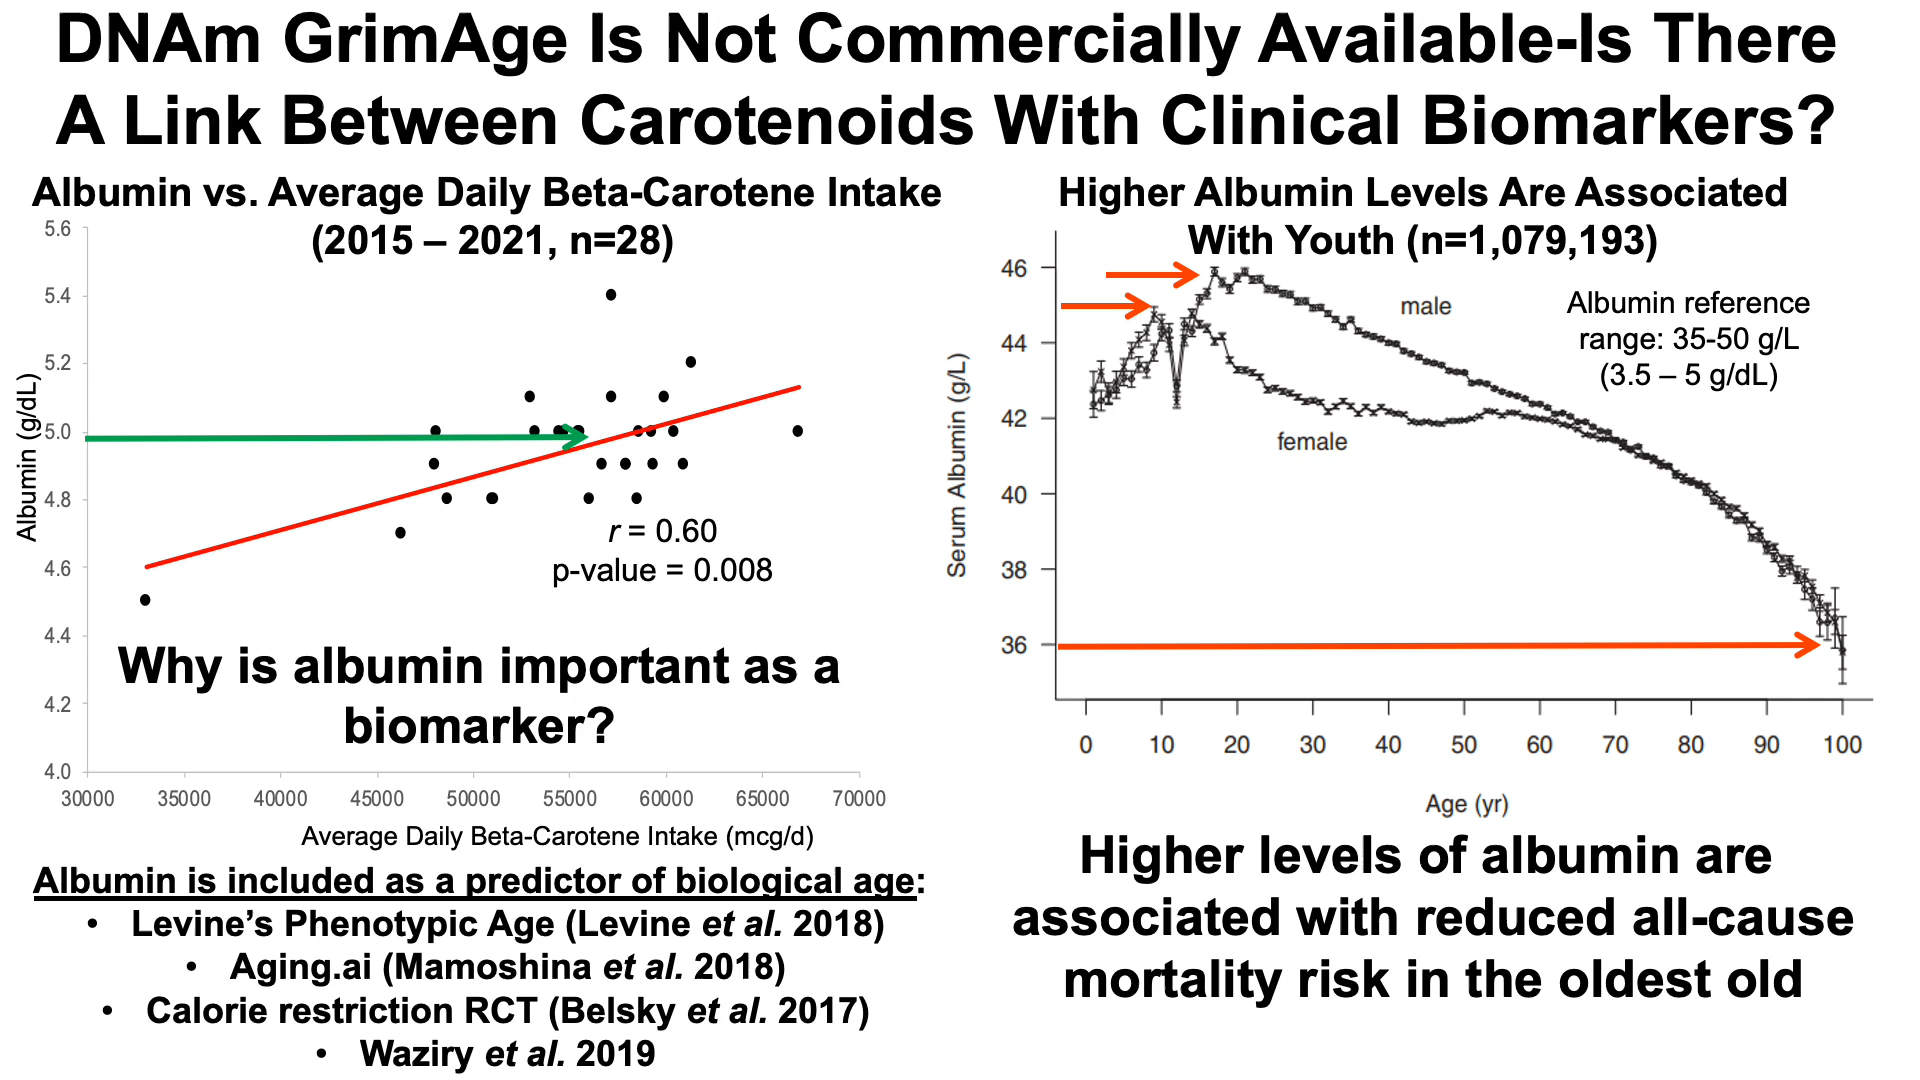 DNAm GrimAge Is Not Commercially Available-Is There
A Link Between Carotenoids With Clinical Biomarkers?
Albumin vs. Average Daily Beta-Carotene Intake
(2015 – 2021, n=28)
5.6
5.4
5.2
5.0
4.8
4.6
4.4
4.2
4.0
Albumin (g/dL)
r = 0.60
p-value = 0.008
Why is albumin important as a
biomarker?
30000 35000 40000 45000 50000 55000 60000 65000 70000
Average Daily Beta-Carotene Intake (mcg/d)
Albumin is included as a predictor of biological age:
• Levine's Phenotypic Age (Levine et al. 2018)
• Aging.ai (Mamoshina et al. 2018)
• Calorie restriction RCT (Belsky et al. 2017)
• Waziry et al. 2019
Higher Albumin Levels Are Associated
With Youth (n=1,079,193)
46
44
42
40
38
36
Serum Albumin (g/L)
male
female
Albumin reference
range: 35-50 g/L
(3.5 – 5 g/dL)
0 10 20 30 40 50 60 70 80 90 100
Age (yr)
Higher levels of albumin are
associated with reduced all-cause
mortality risk in the oldest old